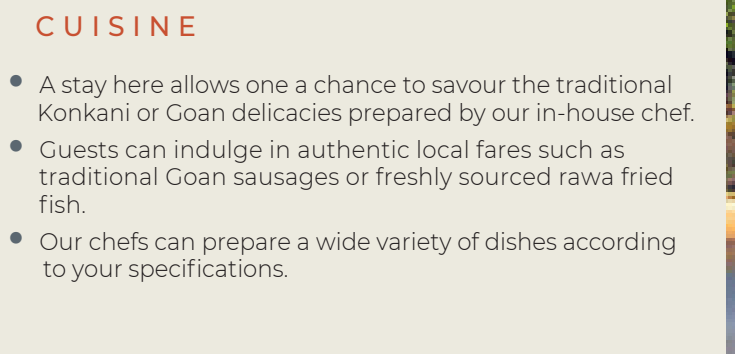 CUISINE
• A stay here allows one a chance to savour the traditional
Konkani or Goan delicacies prepared by our in-house chef.
• Guests can indulge in authentic local fares such as
traditional Goan sausages or freshly sourced rawa fried
fish.
• Our chefs can prepare a wide variety of dishes according
to your specifications.